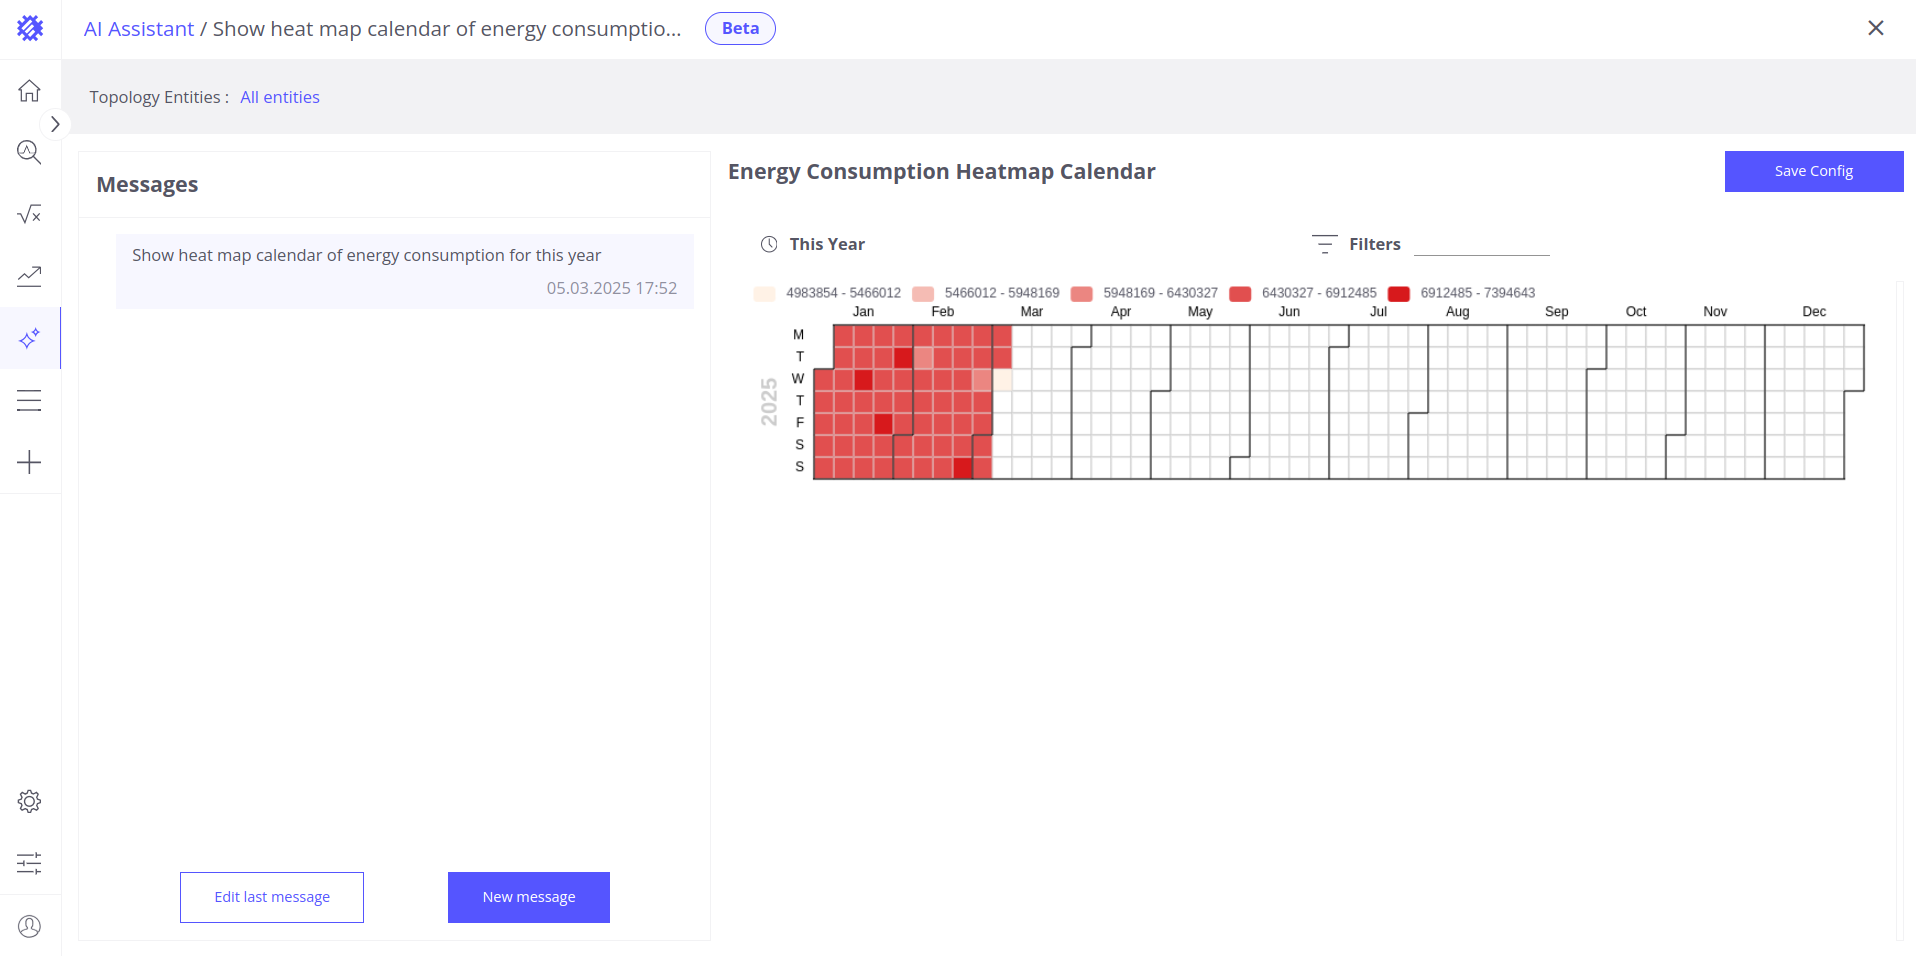 AI Assistant / Show heat map calendar of energy consumptio...
Beta
Topology Entities : All entities
Messages
Show heat map calendar of energy consumption for this year
05.03.2025 17:52
Edit last message
New message
Energy Consumption Heatmap Calendar
Save Config
This Year
Filters
4983854 - 5466012 5466012 - 5948169 5948169 - 6430327 6430327 - 6912485 6912485 - 7394643
Jan Feb Mar Apr May Jun Jul Aug Sep Oct Nov Dec
2025
M
T
W
T
F
S
S